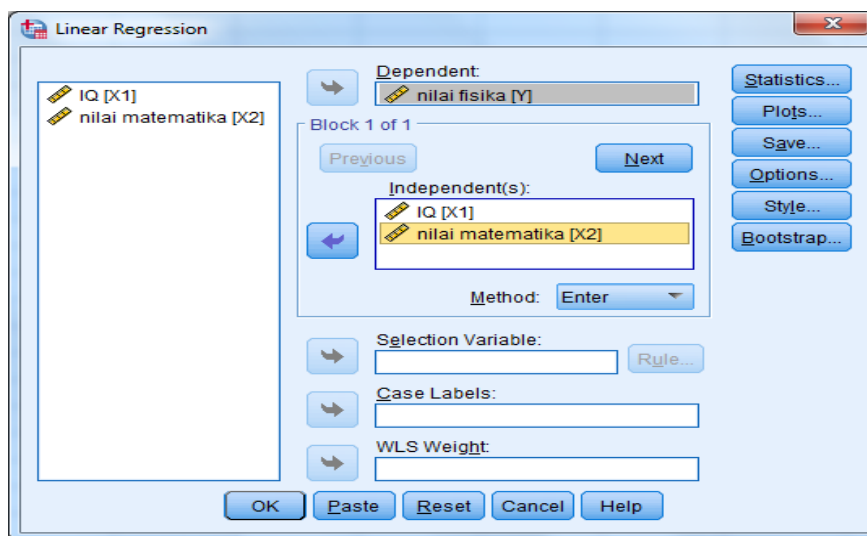 Linear Regression
IQ [X1]
nilai matematika [X2]
Dependent:
nilai fisika [Y]
Block 1 of 1
Previous
Next
Independent(s):
IQ [X1]
nilai matematika [X2]
Method: Enter
Selection Variable:
Rule...
Case Labels:
WLS Weight:
Statistics...
Plots...
Save...
Options...
Style...
Bootstrap...
OK Paste Reset Cancel Help